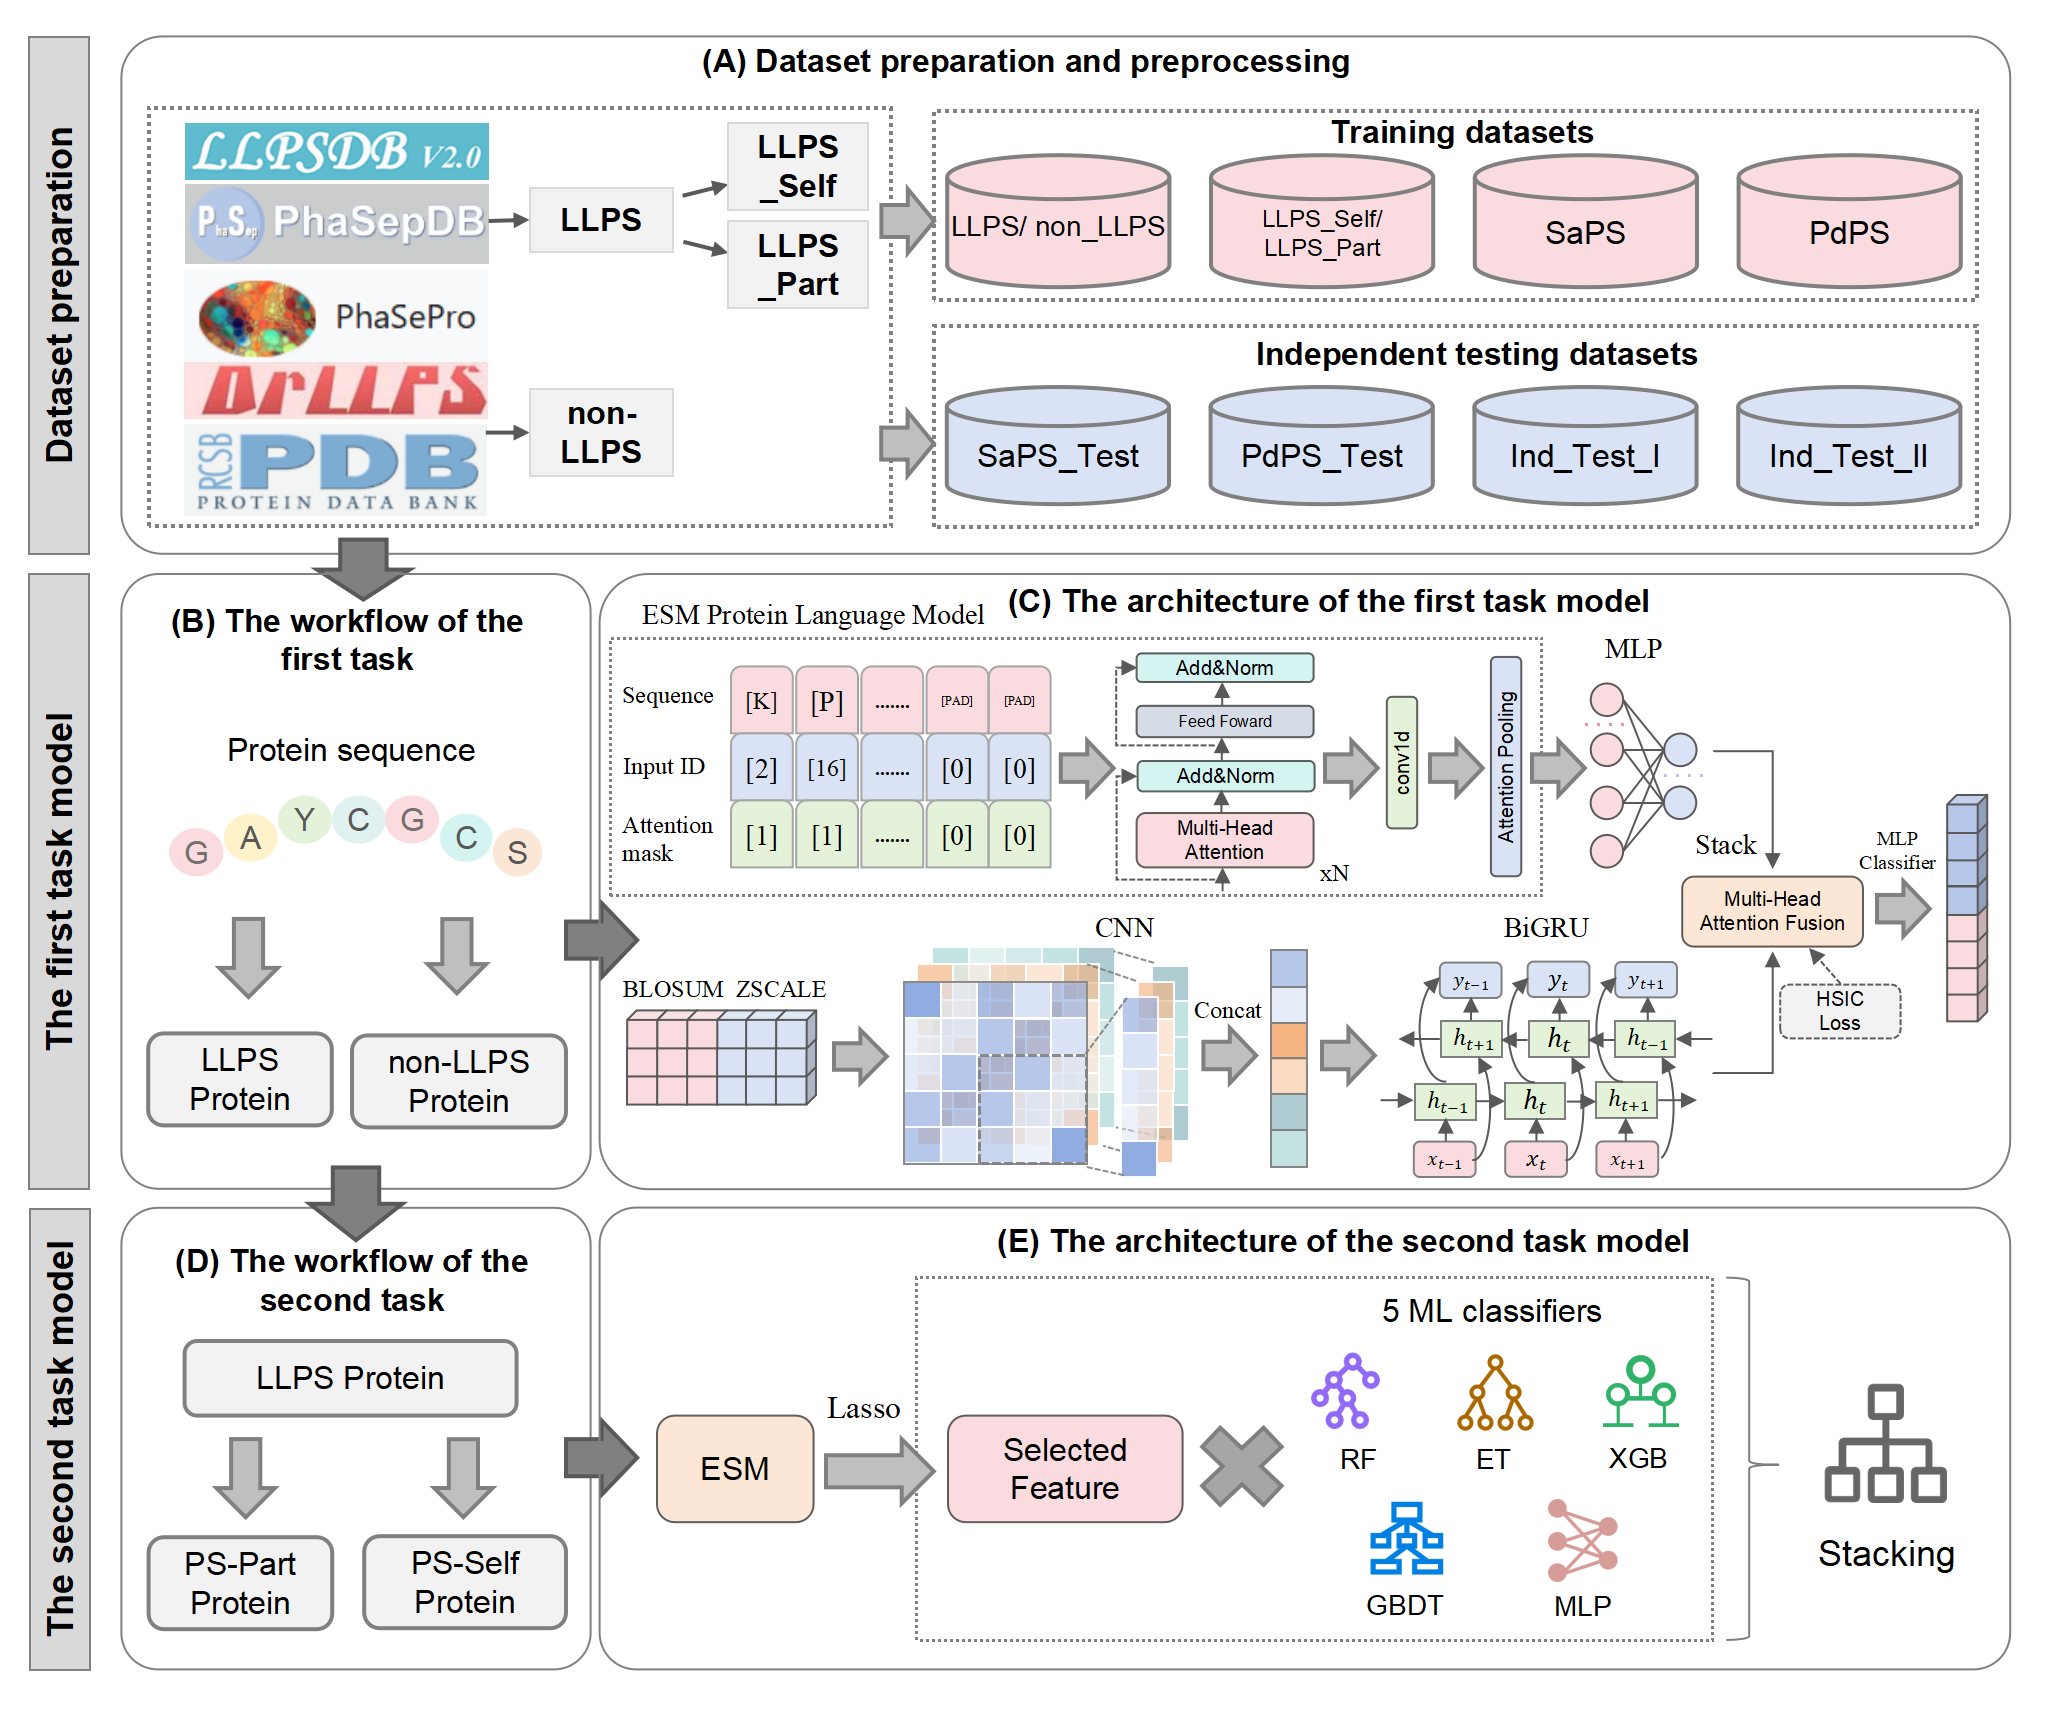 Dataset preparation
(A) Dataset preparation and preprocessing
LLPSDB V2.0
PhaSep PhaSepDB
PhaSePro
DrLLPS
RCSB PDB
PROTEIN DATA BANK
LLPS
non-
LLPS
LLPS
_Self
LLPS
_Part
Training datasets
LLPS/ non_LLPS
LLPS_Self/
LLPS_Part
SaPS
PdPS
Independent testing datasets
SaPS_Test
PdPS_Test
Ind_Test_I
Ind_Test_II
The first task model
(B) The workflow of the
first task
Protein sequence
G A Y C G C S
LLPS
Protein
non-LLPS
Protein
(C) The architecture of the first task model
ESM Protein Language Model
Sequence [K] [P] ....... [PAD] [PAD]
Input ID [2] [16] ....... [0] [0]
Attention
mask
[1] [1] ....... [0] [0]
Add&Norm
Feed Foward
Add&Norm
Multi-Head
Attention
xN
conv1d
Attention Pooling
MLP
Stack
Multi-Head
Attention Fusion
HSIC
Loss
MLP
Classifier
BLOSUM ZSCALE
CNN
Concat
BiGRU
y_{t-1} y_t y_{t+1}
h_{t+1} h_t h_{t-1}
h_{t-1} h_t h_{t+1}
x_{t-1} x_t x_{t+1}
The second task model
(D) The workflow of the
second task
LLPS Protein
PS-Part
Protein
PS-Self
Protein
(E) The architecture of the second task model
ESM
Lasso
Selected
Feature
5 ML classifiers
RF
ET
XGB
GBDT
MLP
Stacking